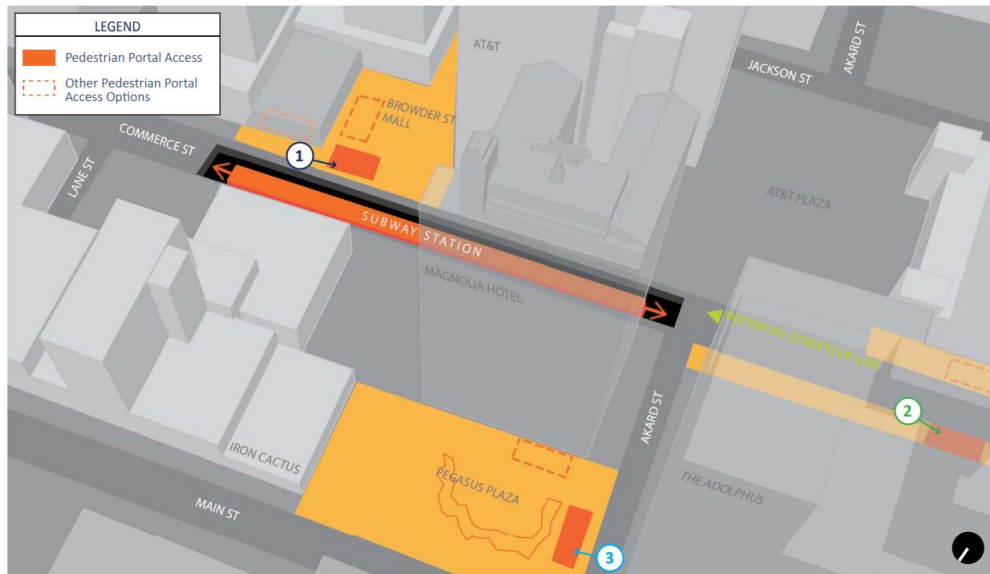 LEGEND
Pedestrian Portal Access
Other Pedestrian Portal
Access Options
AT&T
JACKSON ST
AKARD ST
BROWDER ST
MALL
COMMERCE ST
1
LANE ST
AT&T PLAZA
SUBWAY STATION
MAGNOLIA HOTEL
POTENTIAL STREETCAR LINE
2
AKARD ST
IRON CACTUS
PEGASUS PLAZA
THE ADOLPHUS
MAIN ST
3